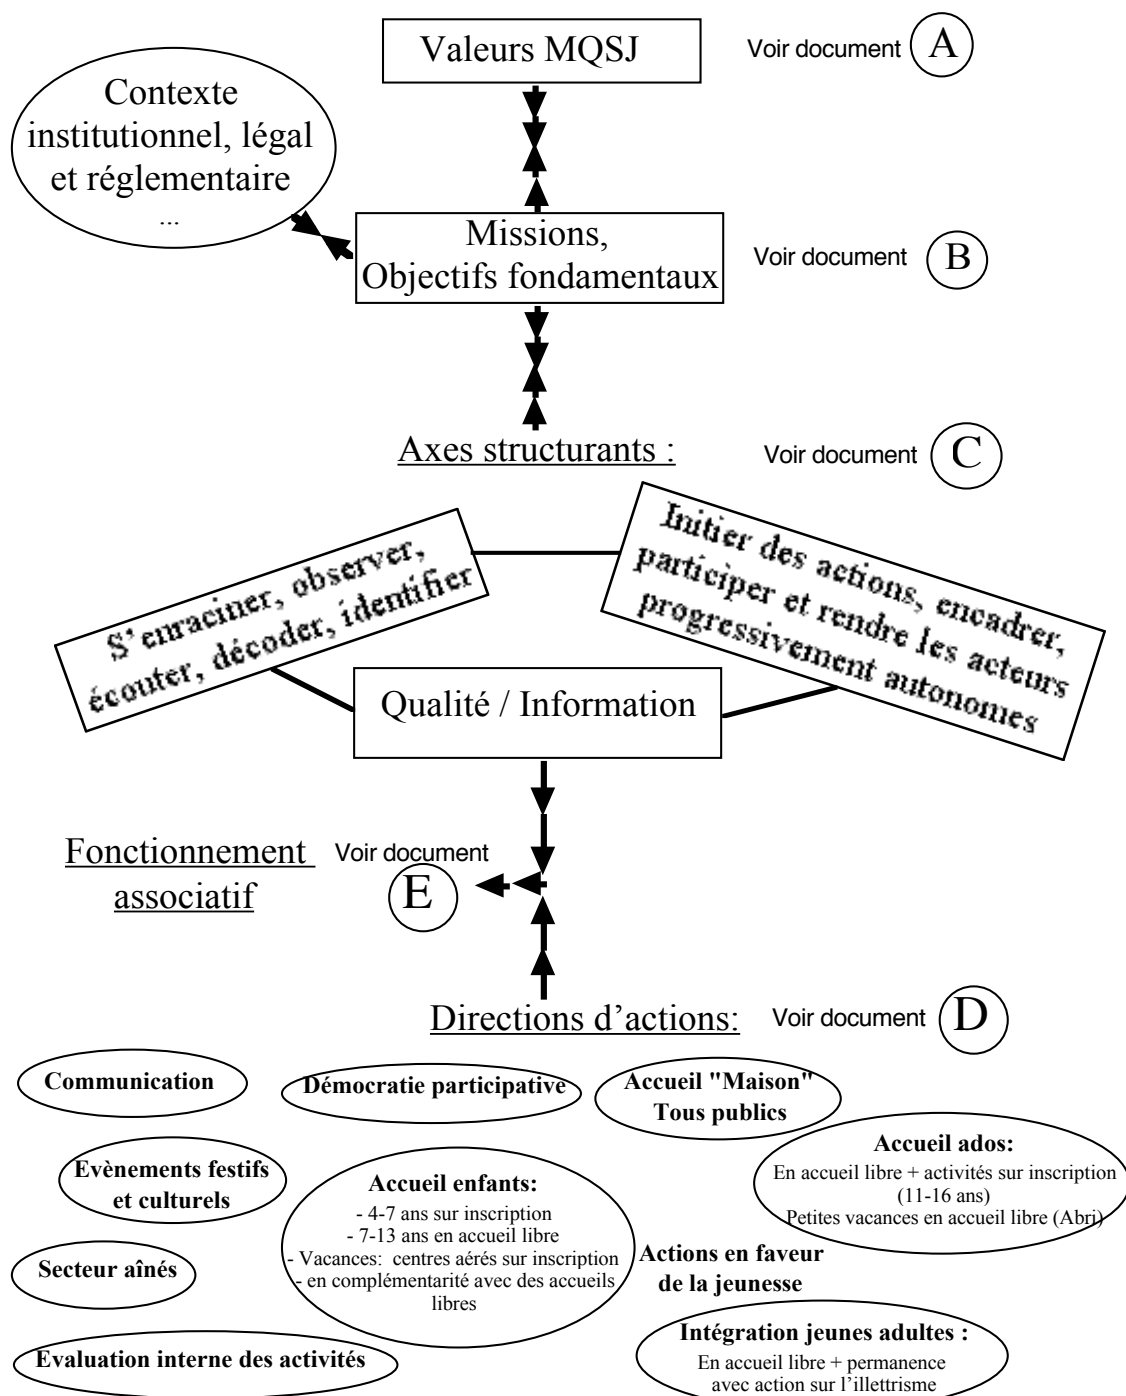 Valeurs MQSJ
Voir document
A
Contexte
institutionnel, légal
et réglementaire
...
Missions,
Objectifs fondamentaux
Voir document
B
Axes structurants :
Voir document
C
S'enraciner, observer,
écouter, décoder, identifier
Initier des actions, encadrer,
participer et rendre les acteurs
progressivement autonomes
Qualité / Information
Fonctionnement
associatif
Voir document
E
Directions d'actions:
Voir document
D
Communication
Démocratie participative
Accueil "Maison"
Tous publics
Evènements festifs
et culturels
Accueil enfants:
- 4-7 ans sur inscription
- 7-13 ans en accueil libre
- Vacances: centres aérés sur inscription
- en complémentarité avec des accueils
libres
Accueil ados:
En accueil libre + activités sur inscription
(11-16 ans)
Petites vacances en accueil libre (Abri)
Secteur aînés
Actions en faveur
de la jeunesse
Evaluation interne des activités
Intégration jeunes adultes :
En accueil libre + permanence
avec action sur l'illettrisme